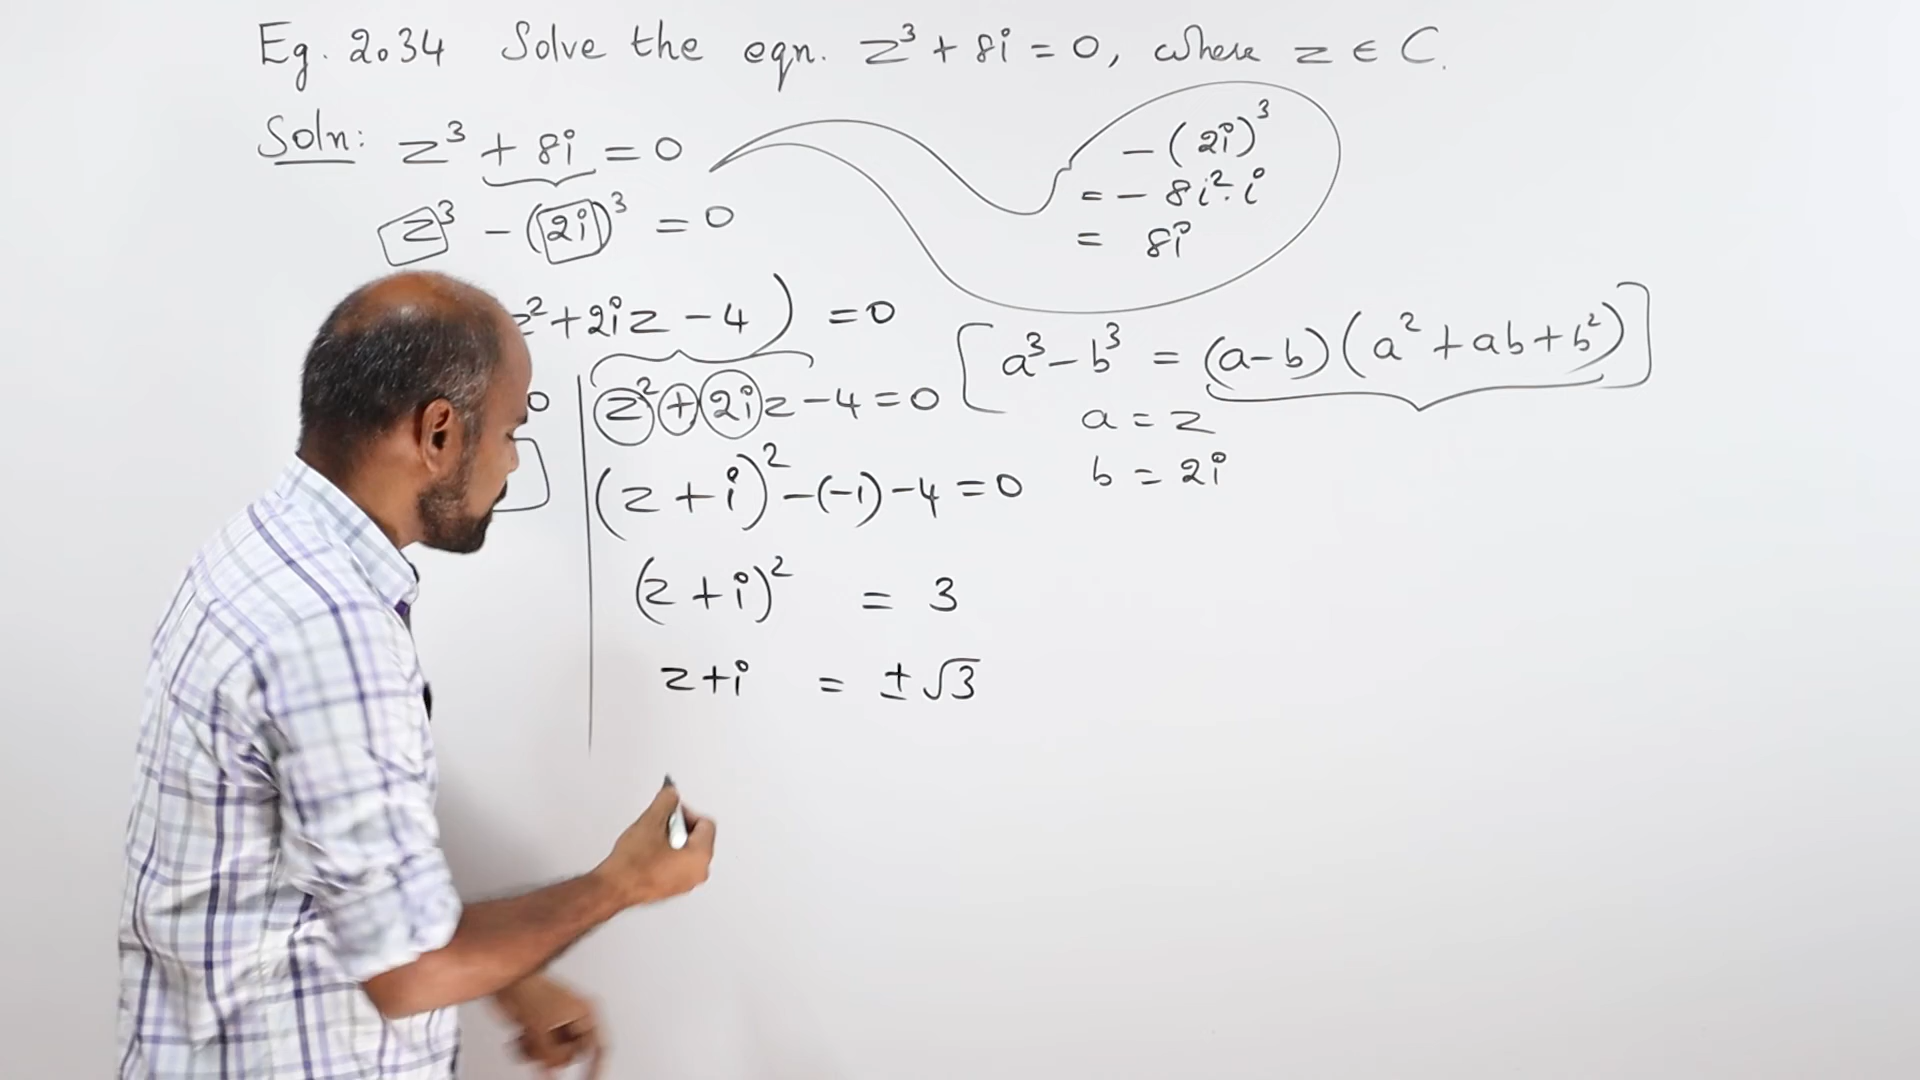 Eg. 2.34 Solve the eqn. z³ + 8i = 0, where z ∈ C.
Soln: z³ + 8i = 0
z³ - (2i)³ = 0
- (2i)³
= - 8i². i
= 8i
z² + 2iz - 4) = 0
[a³ - b³ = (a-b)(a² + ab + b²)]
a = z
b = 2i
0
z² + 2iz - 4 = 0
(z + i)² - (-1) - 4 = 0
(z + i)² = 3
z + i = ± √3